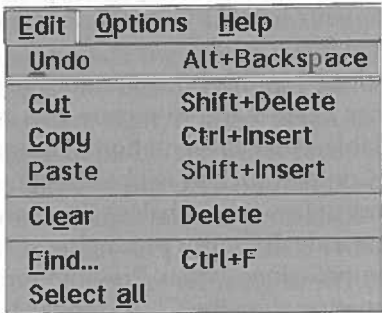 Edit Options Help
Undo Alt+Backspace
Cut Shift+Delete
Copy Ctrl+Insert
Paste Shift+Insert
Clear Delete
Find... Ctrl+F
Select all